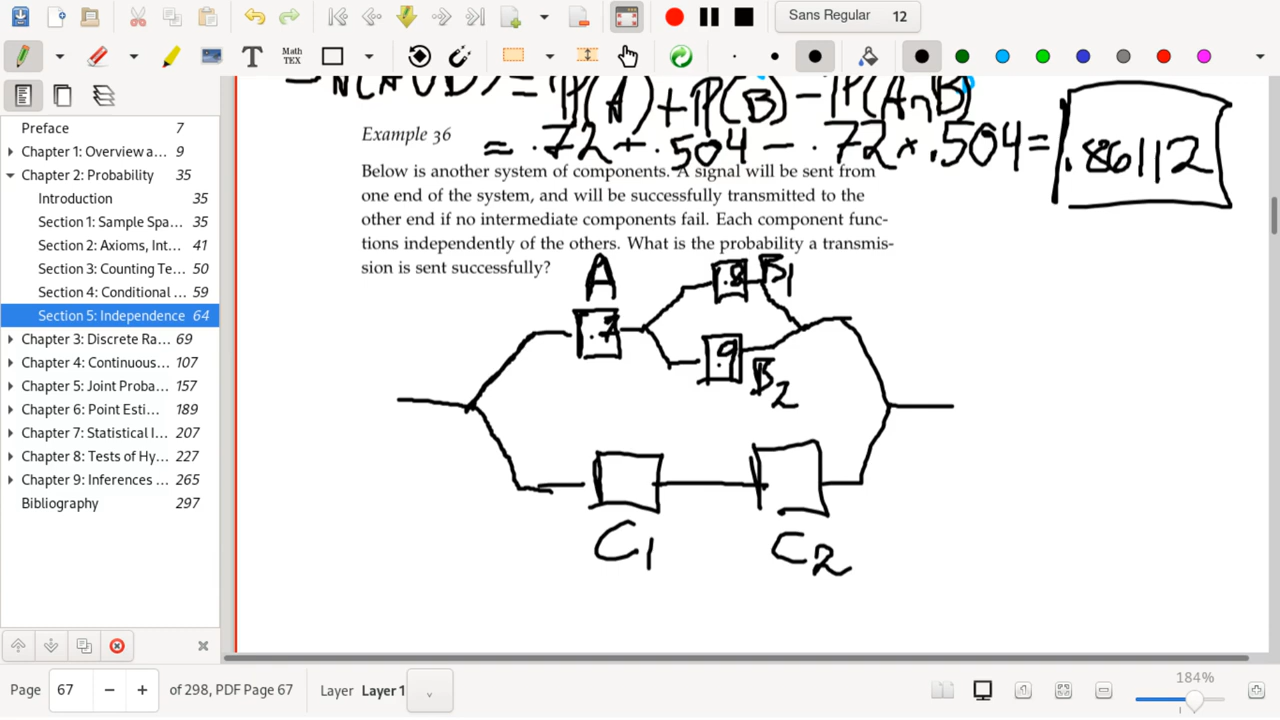 Sans Regular 12
T Math TEX
Preface 7
Chapter 1: Overview a... 9
Chapter 2: Probability 35
Introduction 35
Section 1: Sample Spa... 35
Section 2: Axioms, Int... 41
Section 3: Counting Te... 50
Section 4: Conditional ... 59
Section 5: Independence 64
Chapter 3: Discrete Ra... 69
Chapter 4: Continuous... 107
Chapter 5: Joint Proba... 157
Chapter 6: Point Esti... 189
Chapter 7: Statistical I... 207
Chapter 8: Tests of Hy... 227
Chapter 9: Inferences ... 265
Bibliography 297
= ℙ(A) + ℙ(B) − ℙ(A∩B)
Example 36
= .72 + .504 − .72 × .504 = .86112
Below is another system of components. A signal will be sent from
one end of the system, and will be successfully transmitted to the
other end if no intermediate components fail. Each component func-
tions independently of the others. What is the probability a transmis-
sion is sent successfully?
A
.8 B1
.7
.9 B2
C1 C2
Page 67 of 298, PDF Page 67 Layer Layer 1
184%